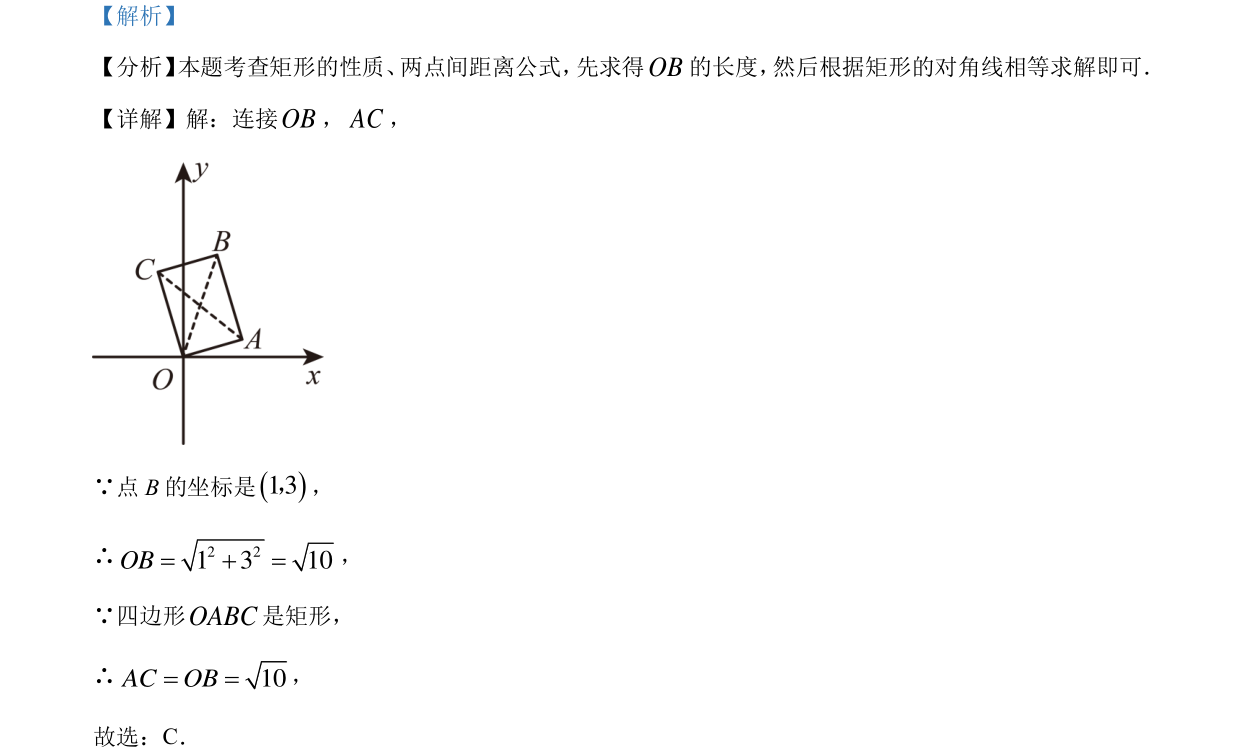 【解析】
【分析】本题考查矩形的性质、两点间距离公式，先求得OB的长度，然后根据矩形的对角线相等求解即可．
【详解】解：连接OB，AC，
y
B
C
A
O
x
∵点B的坐标是(1,3)，
∴OB=√(1²+3²)=√10，
∵四边形OABC是矩形，
∴AC=OB=√10，
故选：C．